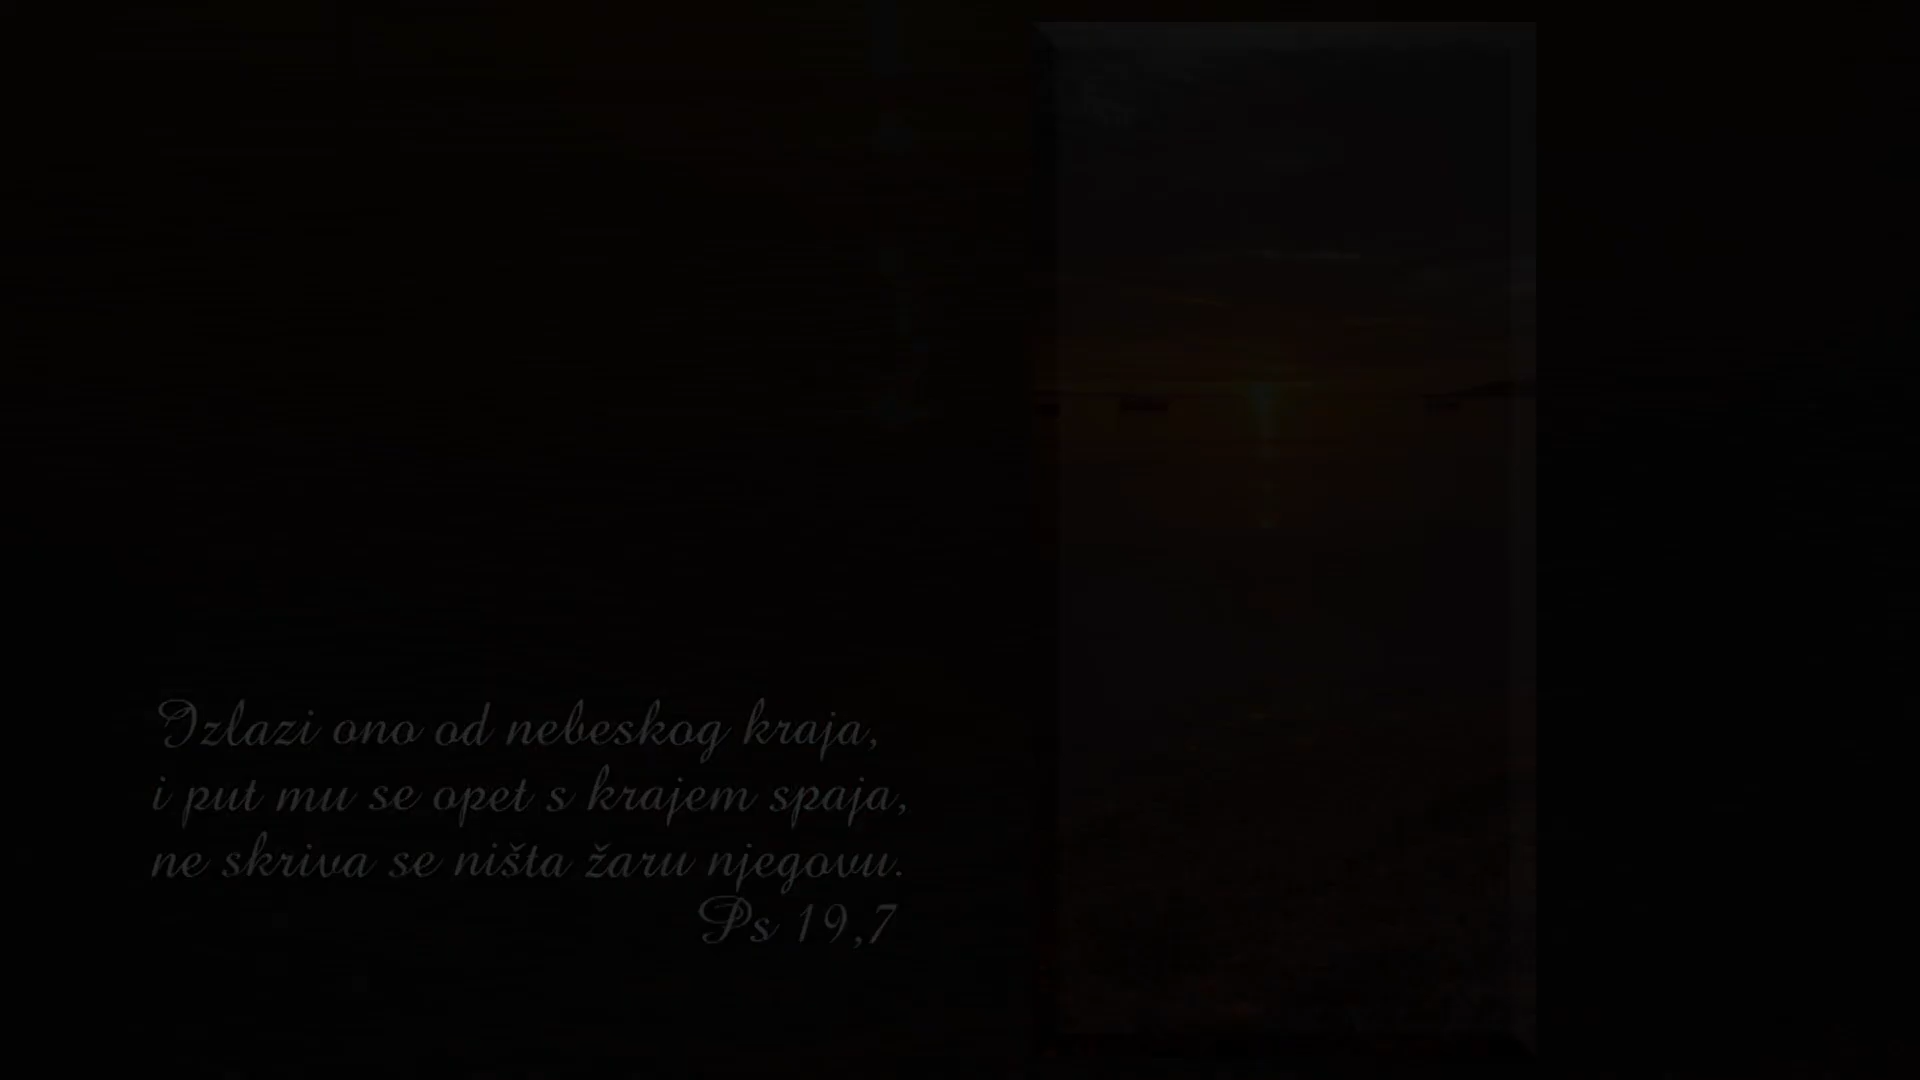 Izlazi ono od nebeskog kraja,
i put mu se opet s krajem spaja,
ne skriva se ništa žaru njegovu.
Ps 19,7